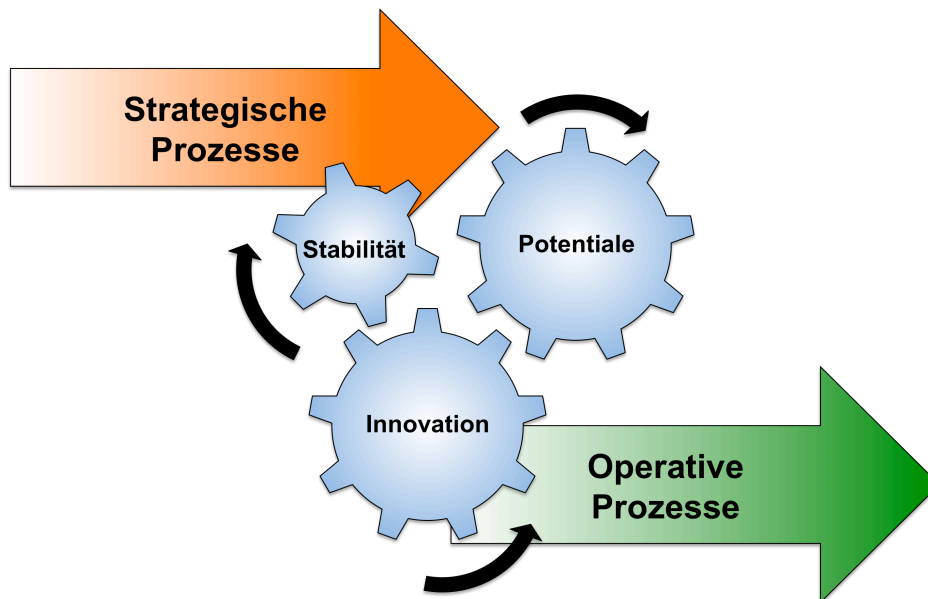 Strategische
Prozesse
Stabilität
Potentiale
Innovation
Operative
Prozesse